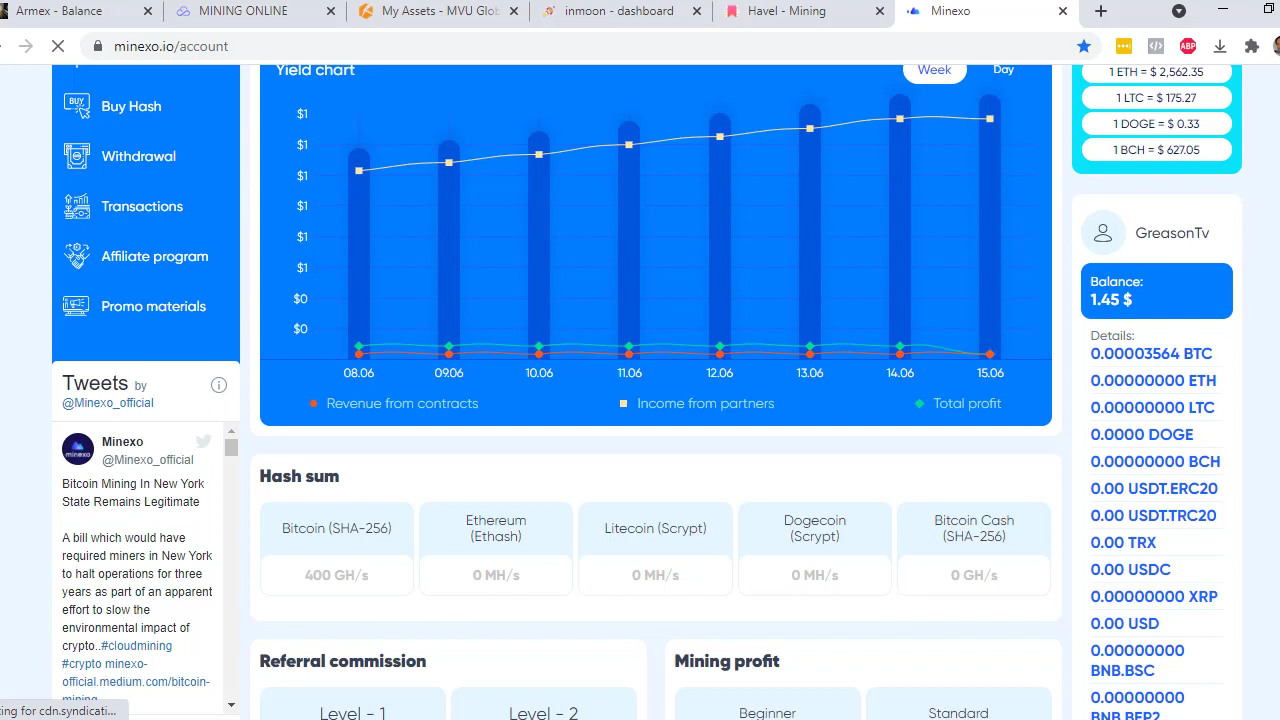 Armex - Balance
MINING ONLINE
My Assets - MVU Glob
inmoon - dashboard
Havel - Mining
Minexo
minexo.io/account
ABP
BUY
Buy Hash
Withdrawal
Transactions
Affiliate program
Promo materials
Tweets by
@Minexo_official
minexo
Minexo
@Minexo_official
Bitcoin Mining In New York
State Remains Legitimate
A bill which would have
required miners in New York
to halt operations for three
years as part of an apparent
effort to slow the
environmental impact of
crypto..#cloudmining
#crypto minexo-
official.medium.com/bitcoin-
mining
ting for cdn.syndicati...
Yield chart
Week
Day
$1
$1
$1
$1
$1
$1
$0
$0
08.06
09.06
10.06
11.06
12.06
13.06
14.06
15.06
Revenue from contracts
Income from partners
Total profit
Hash sum
Bitcoin (SHA-256)
400 GH/s
Ethereum
(Ethash)
0 MH/s
Litecoin (Scrypt)
0 MH/s
Dogecoin
(Scrypt)
0 MH/s
Bitcoin Cash
(SHA-256)
0 GH/s
Referral commission
Level - 1
Level - 2
Mining profit
Beginner
Standard
1 ETH = $ 2,562.35
1 LTC = $ 175.27
1 DOGE = $ 0.33
1 BCH = $ 627.05
GreasonTv
Balance:
1.45 $
Details:
0.00003564 BTC
0.00000000 ETH
0.00000000 LTC
0.0000 DOGE
0.00000000 BCH
0.00 USDT.ERC20
0.00 USDT.TRC20
0.00 TRX
0.00 USDC
0.00000000 XRP
0.00 USD
0.00000000
BNB.BSC
0.00000000
BNB.BEP2